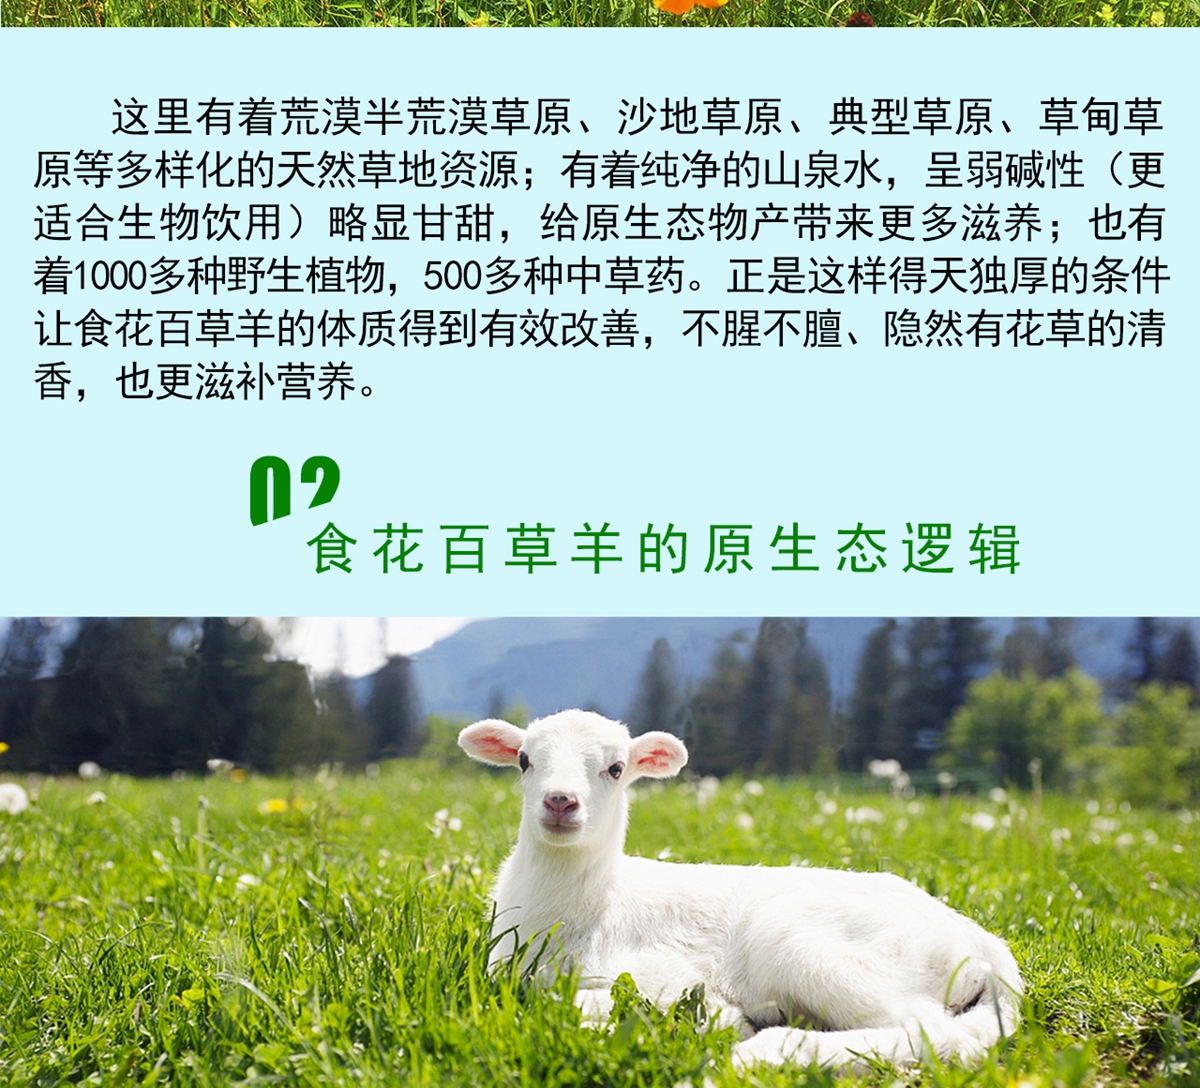 这里有着荒漠半荒漠草原、沙地草原、典型草原、草甸草
原等多样化的天然草地资源；有着纯净的山泉水，呈弱碱性（更
适合生物饮用）略显甘甜，给原生态物产带来更多滋养；也有
着1000多种野生植物，500多种中草药。正是这样得天独厚的条件
让食花百草羊的体质得到有效改善，不腥不膻、隐然有花草的清
香，也更滋补营养。
02
食花百草羊的原生态逻辑